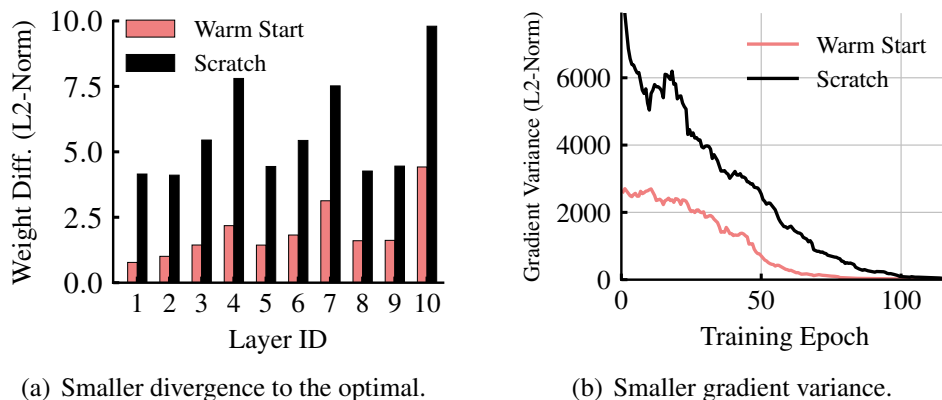 Weight Diff. (L2-Norm)
10.0
7.5
5.0
2.5
0.0
Warm Start
Scratch
1 2 3 4 5 6 7 8 9 10
Layer ID
(a) Smaller divergence to the optimal.
Gradient Variance (L2-Norm)
6000
4000
2000
0
Warm Start
Scratch
0 50 100
Training Epoch
(b) Smaller gradient variance.